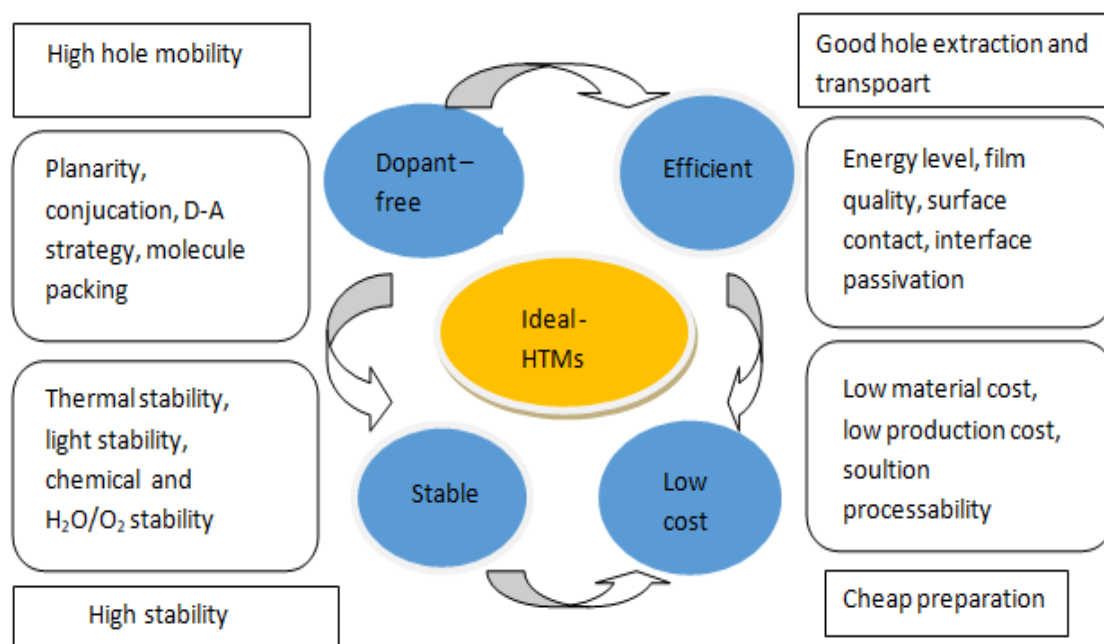 High hole mobility
Planarity,
conjucation, D-A
strategy, molecule
packing
Thermal stability,
light stability,
chemical and
H₂O/O₂ stability
High stability
Dopant–
free
Efficient
Ideal-
HTMs
Stable
Low
cost
Good hole extraction and
transpoart
Energy level, film
quality, surface
contact, interface
passivation
Low material cost,
low production cost,
soultion
processability
Cheap preparation